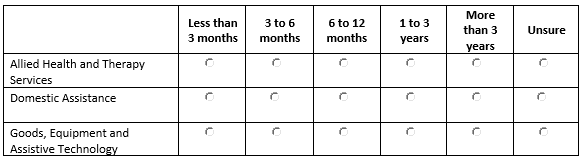 Less than 3 months
3 to 6 months
6 to 12 months
1 to 3 years
More than 3 years
Unsure
Allied Health and Therapy
Services
Domestic Assistance
Goods, Equipment and
Assistive Technology